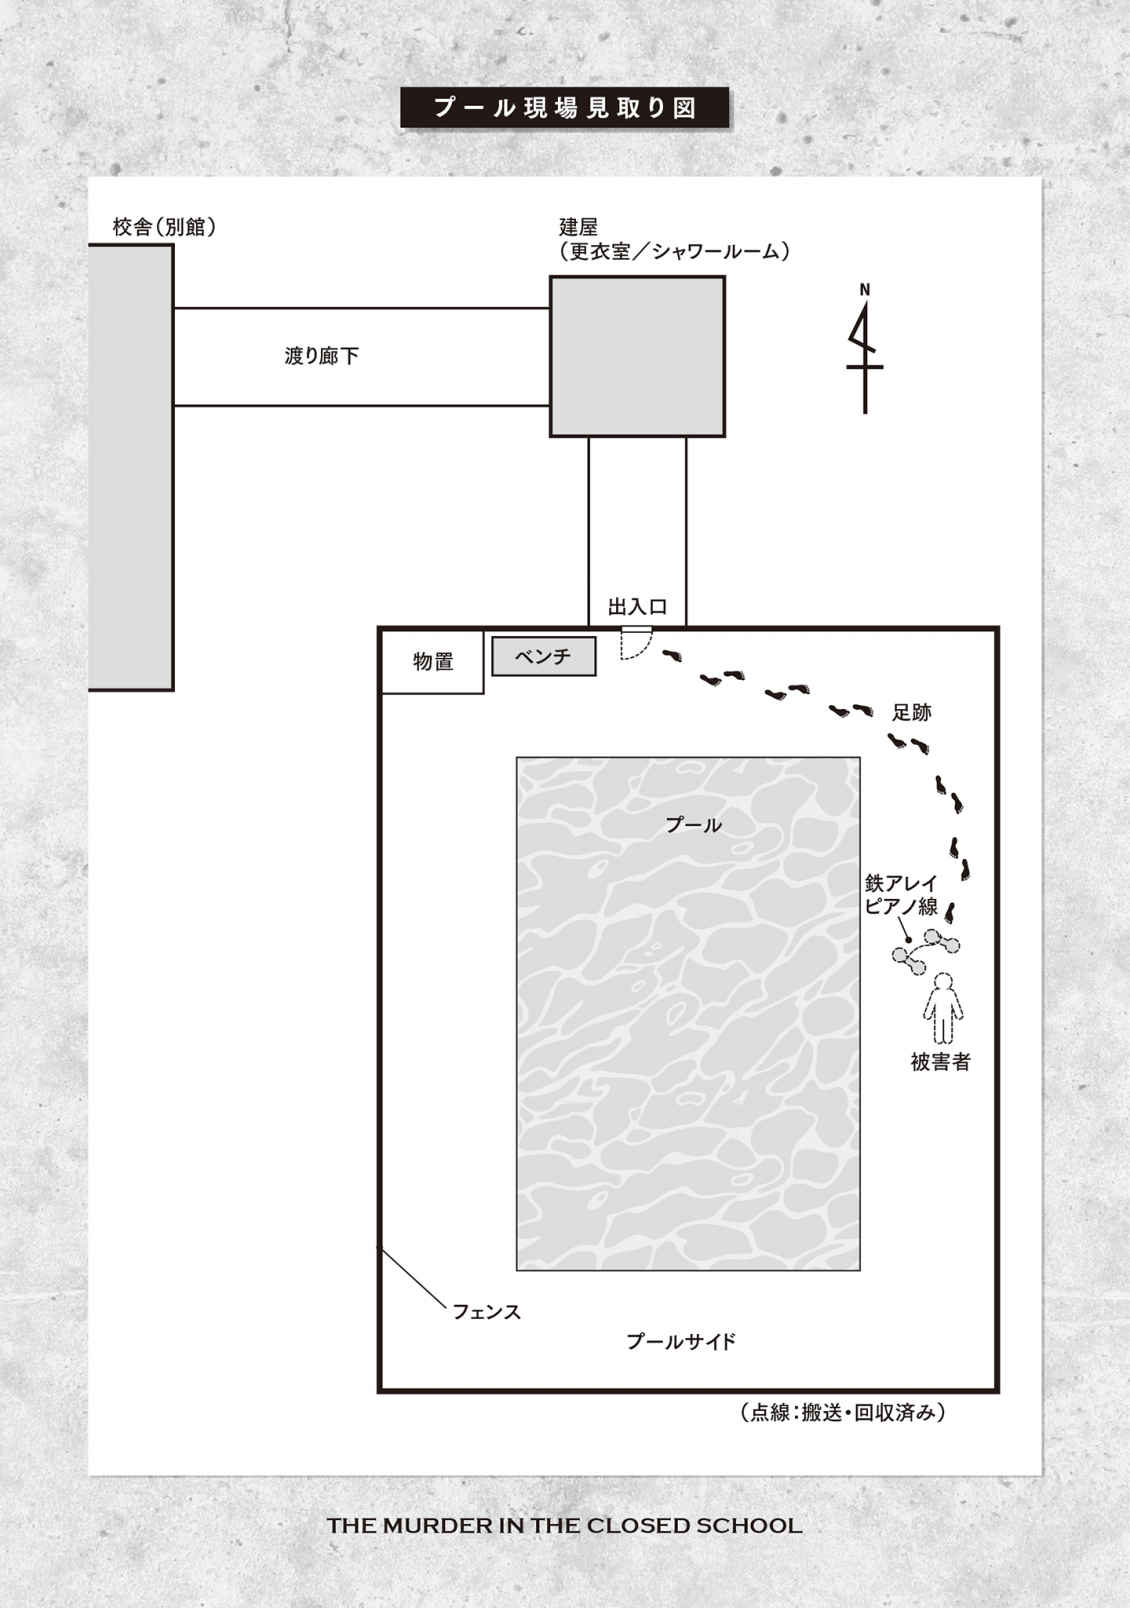 プール現場見取り図
校舎（別館）
建屋
（更衣室／シャワールーム）
N
渡り廊下
出入口
物置
ベンチ
足跡
プール
鉄アレイ
ピアノ線
被害者
フェンス
プールサイド
（点線：搬送・回収済み）
THE MURDER IN THE CLOSED SCHOOL